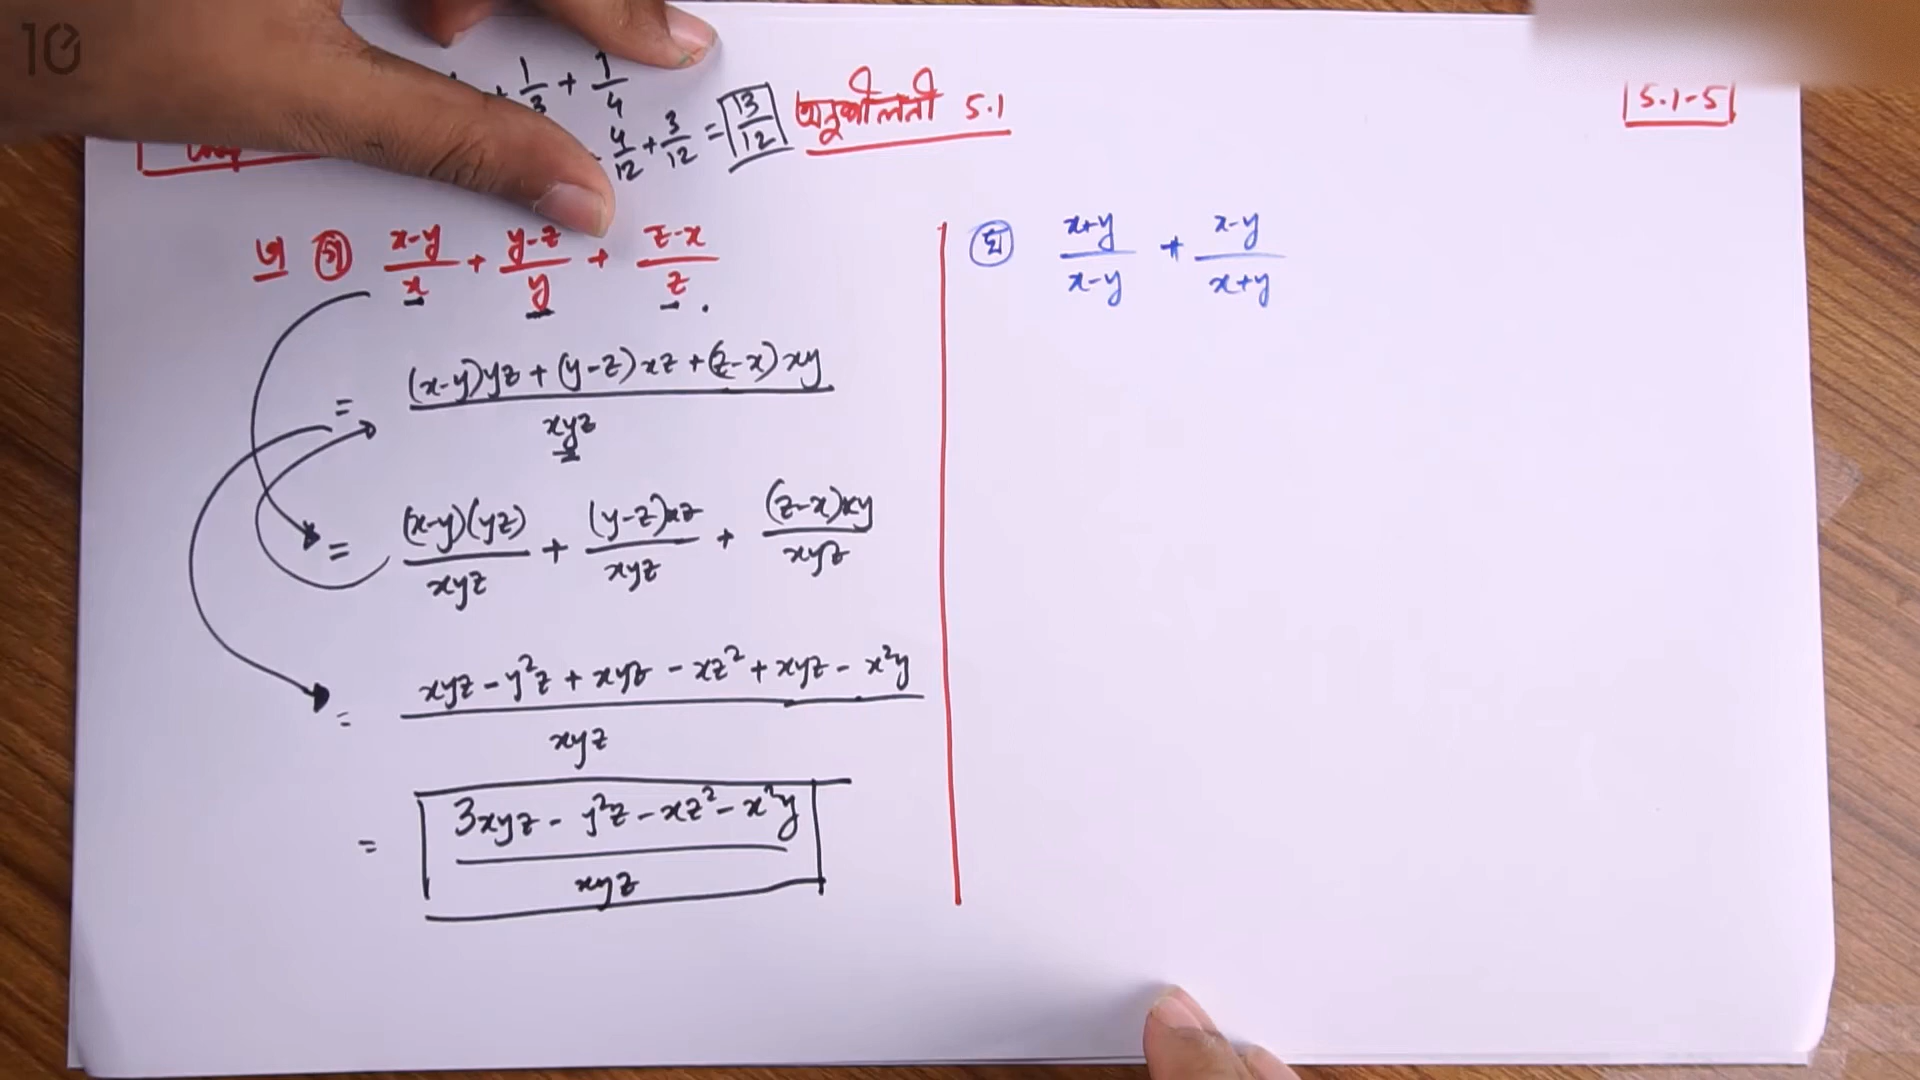 10
+ 1/3 + 1/4
4/12 + 3/12 = 13/12
অনুশীলনী 5.1
5.1-5
গ (x-y)/x + (y-z)/y + (z-x)/z .
= ((x-y)yz + (y-z)xz + (z-x)xy)/xyz
= (x-y)(yz)/xyz + (y-z)xz/xyz + (z-x)xy/xyz
= (xyz - y²z + xyz - xz² + xyz - x²y)/xyz
= (3xyz - y²z - xz² - x²y)/xyz
ঘ (x+y)/(x-y) + (x-y)/(x+y)